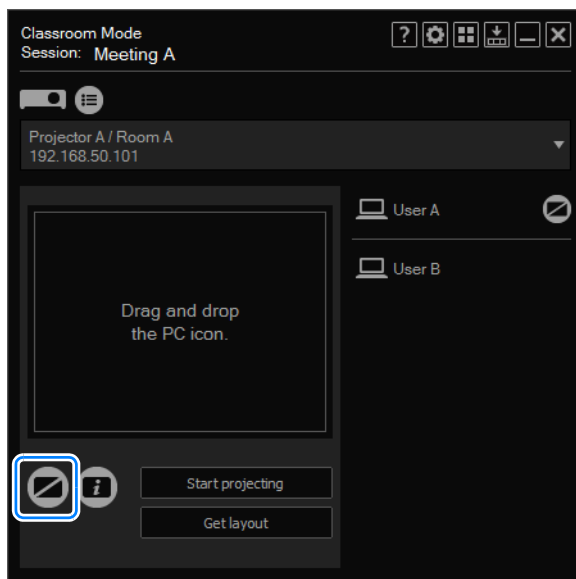 Classroom Mode
Session: Meeting A
?
Projector A / Room A
192.168.50.101
User A
User B
Drag and drop
the PC icon.
i
Start projecting
Get layout